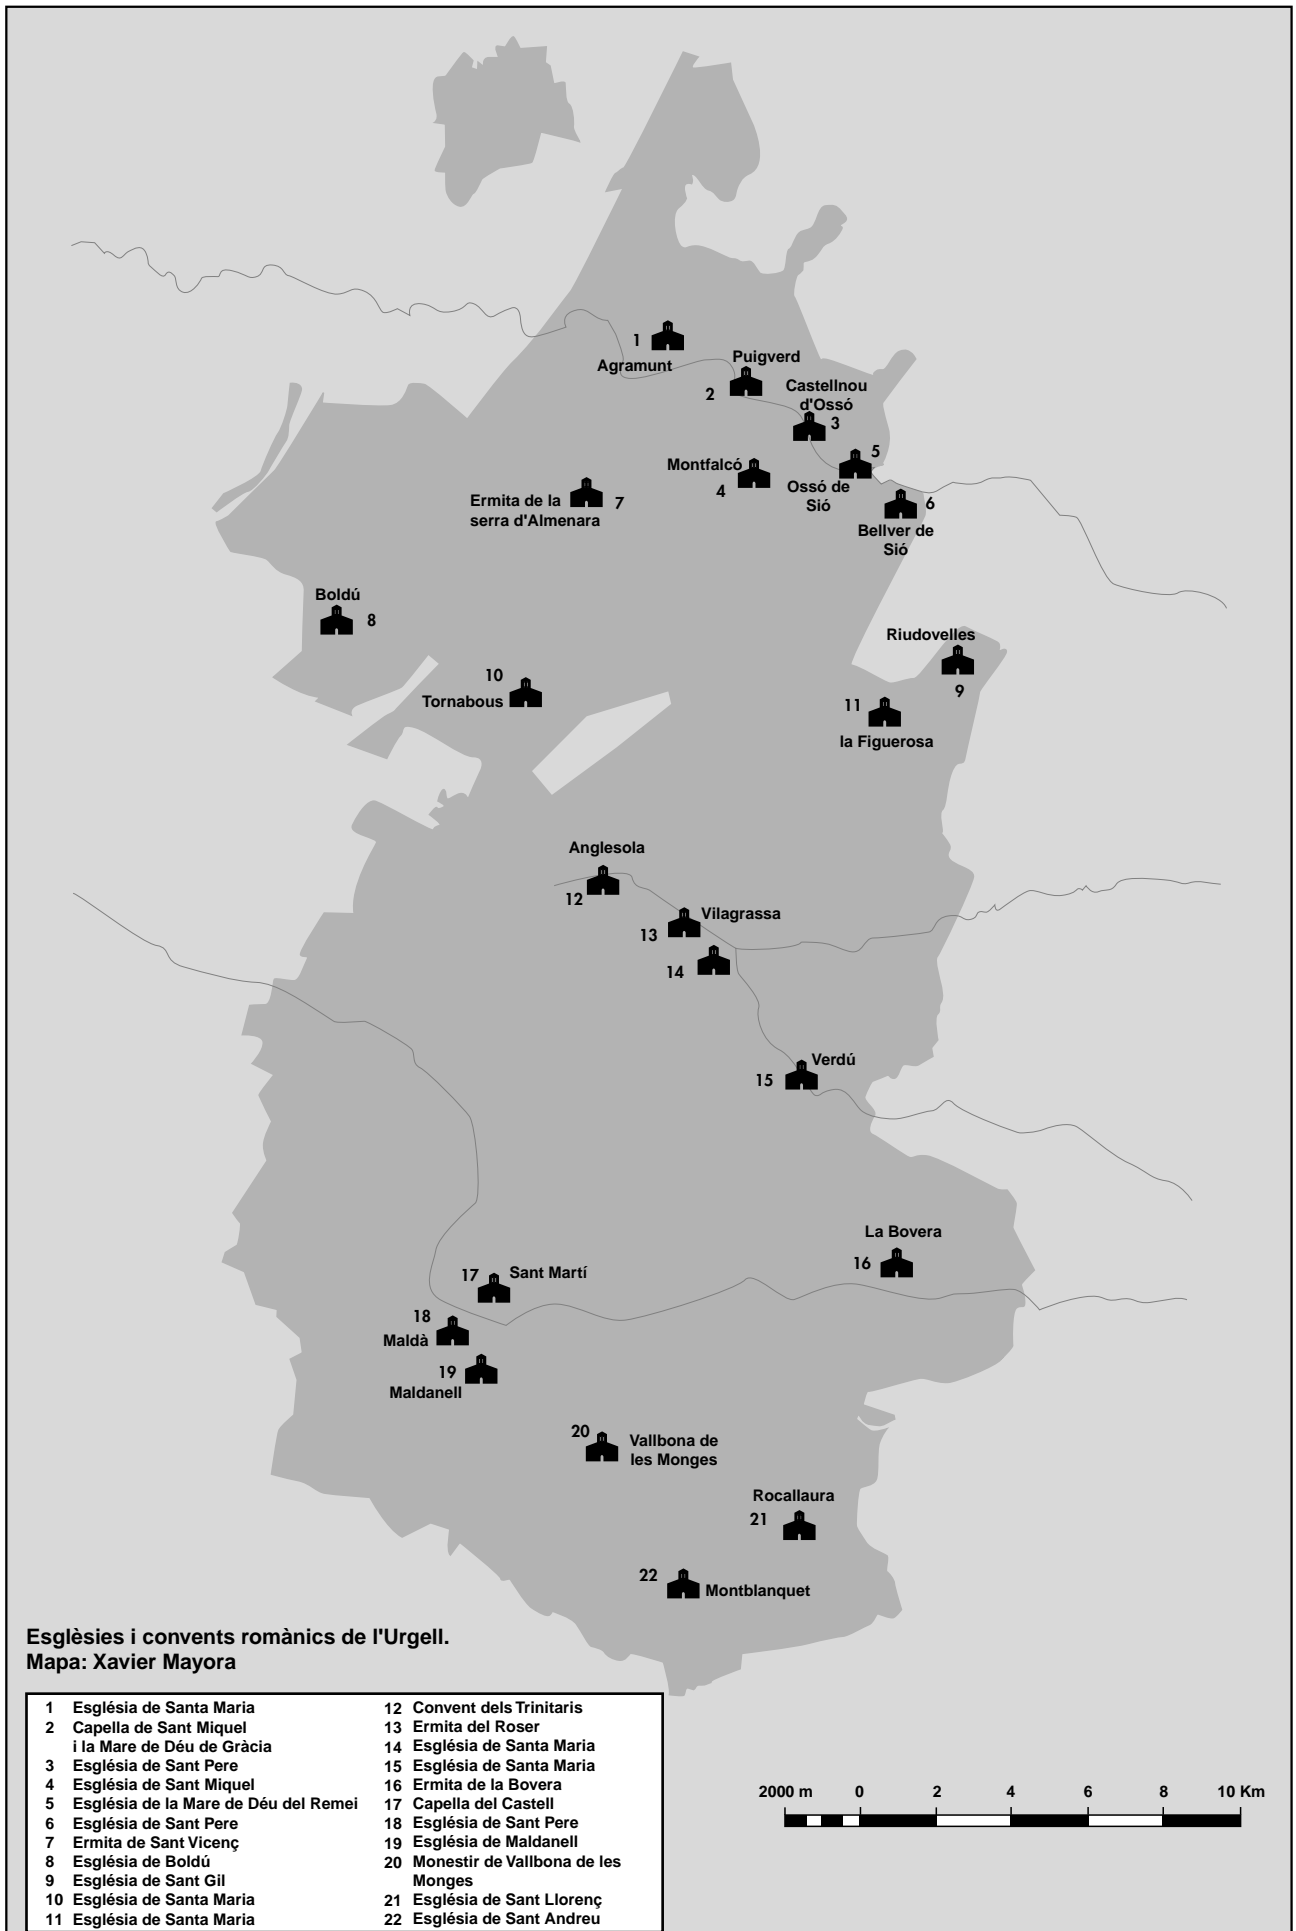 1
Agramunt
Puigverd
2
Castellnou
d'Ossó
3
Montfalcó
4
5
Ossó de
Sió
6
Bellver de
Sió
Ermita de la
serra d'Almenara
7
Boldú
8
Riudovelles
9
10
Tornabous
11
la Figuerosa
Anglesola
12
Vilagrassa
13
14
Verdú
15
La Bovera
16
17
Sant Martí
18
Maldà
19
Maldanell
20
Vallbona de
les Monges
Rocallaura
21
22
Montblanquet
Esglèsies i convents romànics de l'Urgell.
Mapa: Xavier Mayora
1 Església de Santa Maria
2 Capella de Sant Miquel
i la Mare de Déu de Gràcia
3 Església de Sant Pere
4 Església de Sant Miquel
5 Església de la Mare de Déu del Remei
6 Església de Sant Pere
7 Ermita de Sant Vicenç
8 Església de Boldú
9 Església de Sant Gil
10 Església de Santa Maria
11 Església de Santa Maria
12 Convent dels Trinitaris
13 Ermita del Roser
14 Església de Santa Maria
15 Església de Santa Maria
16 Ermita de la Bovera
17 Capella del Castell
18 Església de Sant Pere
19 Església de Maldanell
20 Monestir de Vallbona de les
Monges
21 Església de Sant Llorenç
22 Església de Sant Andreu
2000 m 0 2 4 6 8 10 Km